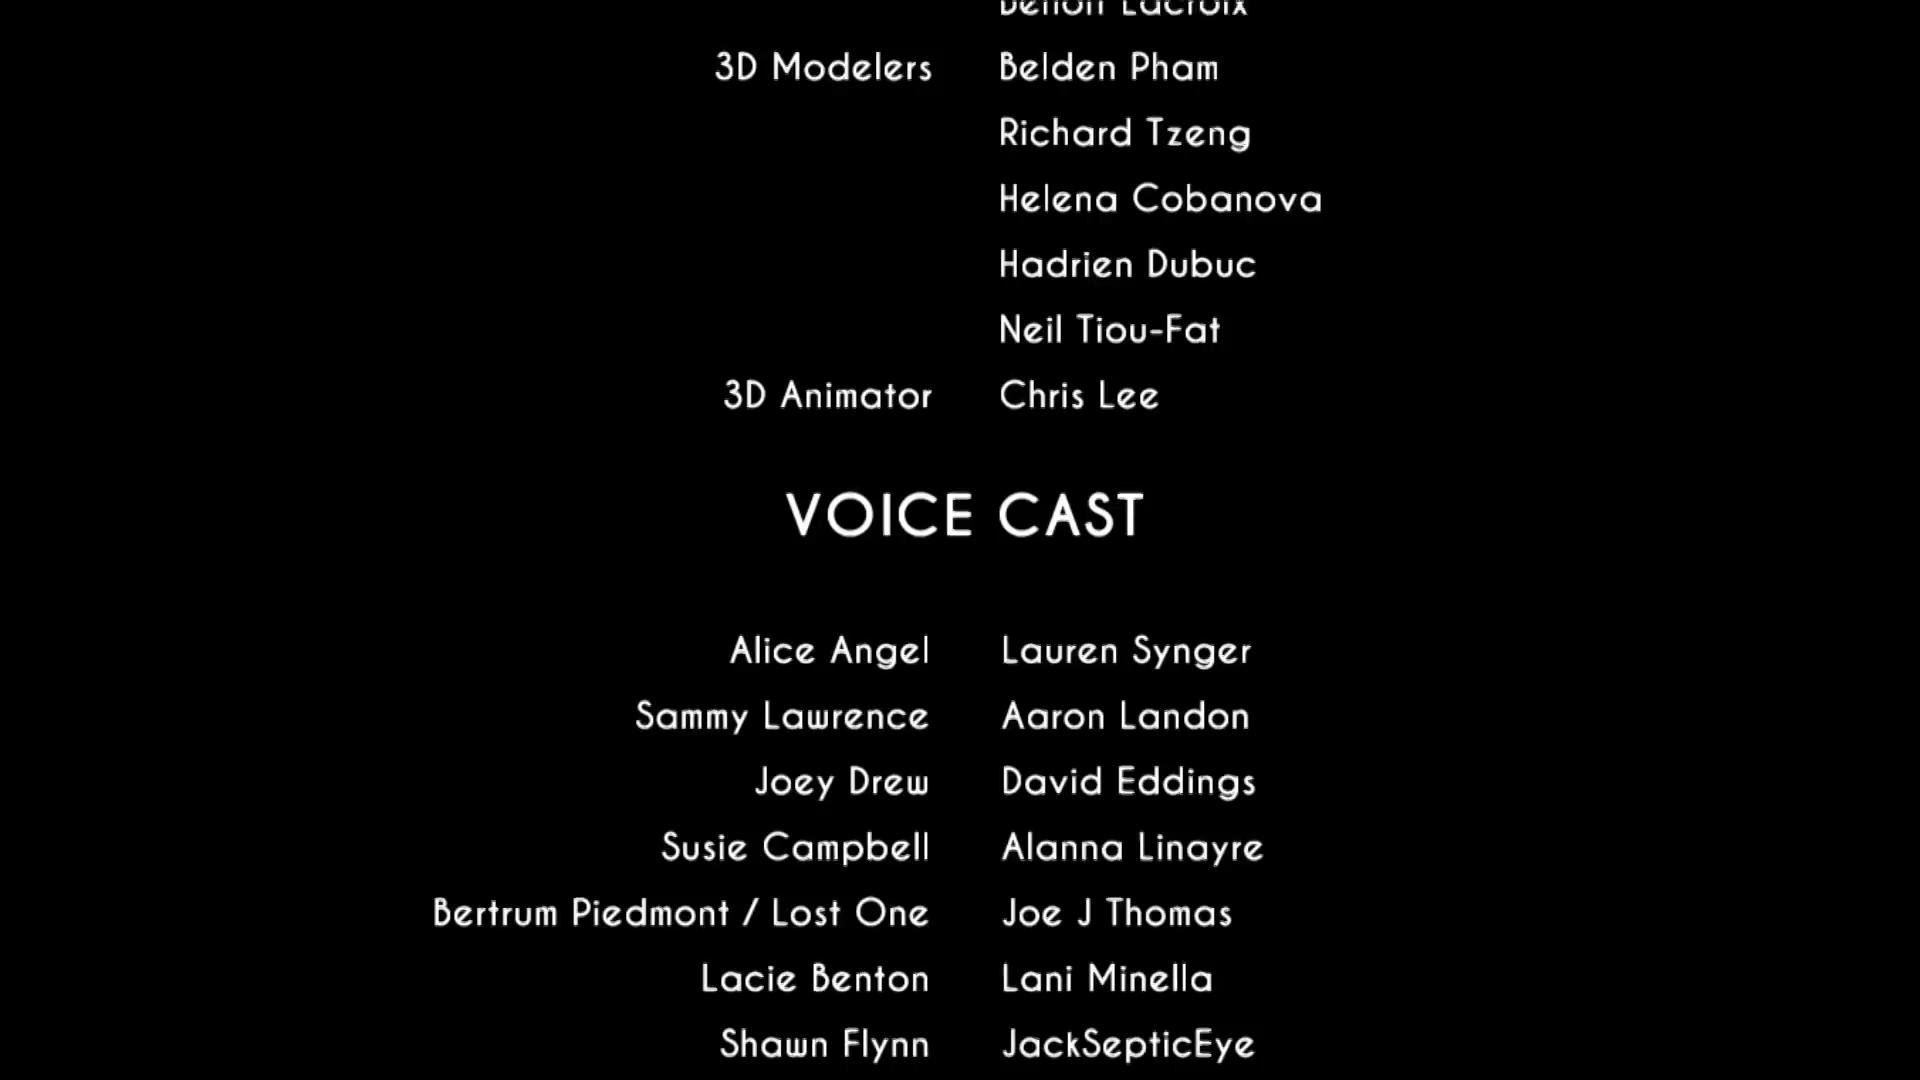 Benoit Lacroix
3D Modelers Belden Pham
Richard Tzeng
Helena Cobanova
Hadrien Dubuc
Neil Tiou-Fat
3D Animator Chris Lee
VOICE CAST
Alice Angel Lauren Synger
Sammy Lawrence Aaron Landon
Joey Drew David Eddings
Susie Campbell Alanna Linayre
Bertrum Piedmont / Lost One Joe J Thomas
Lacie Benton Lani Minella
Shawn Flynn JackSepticEye